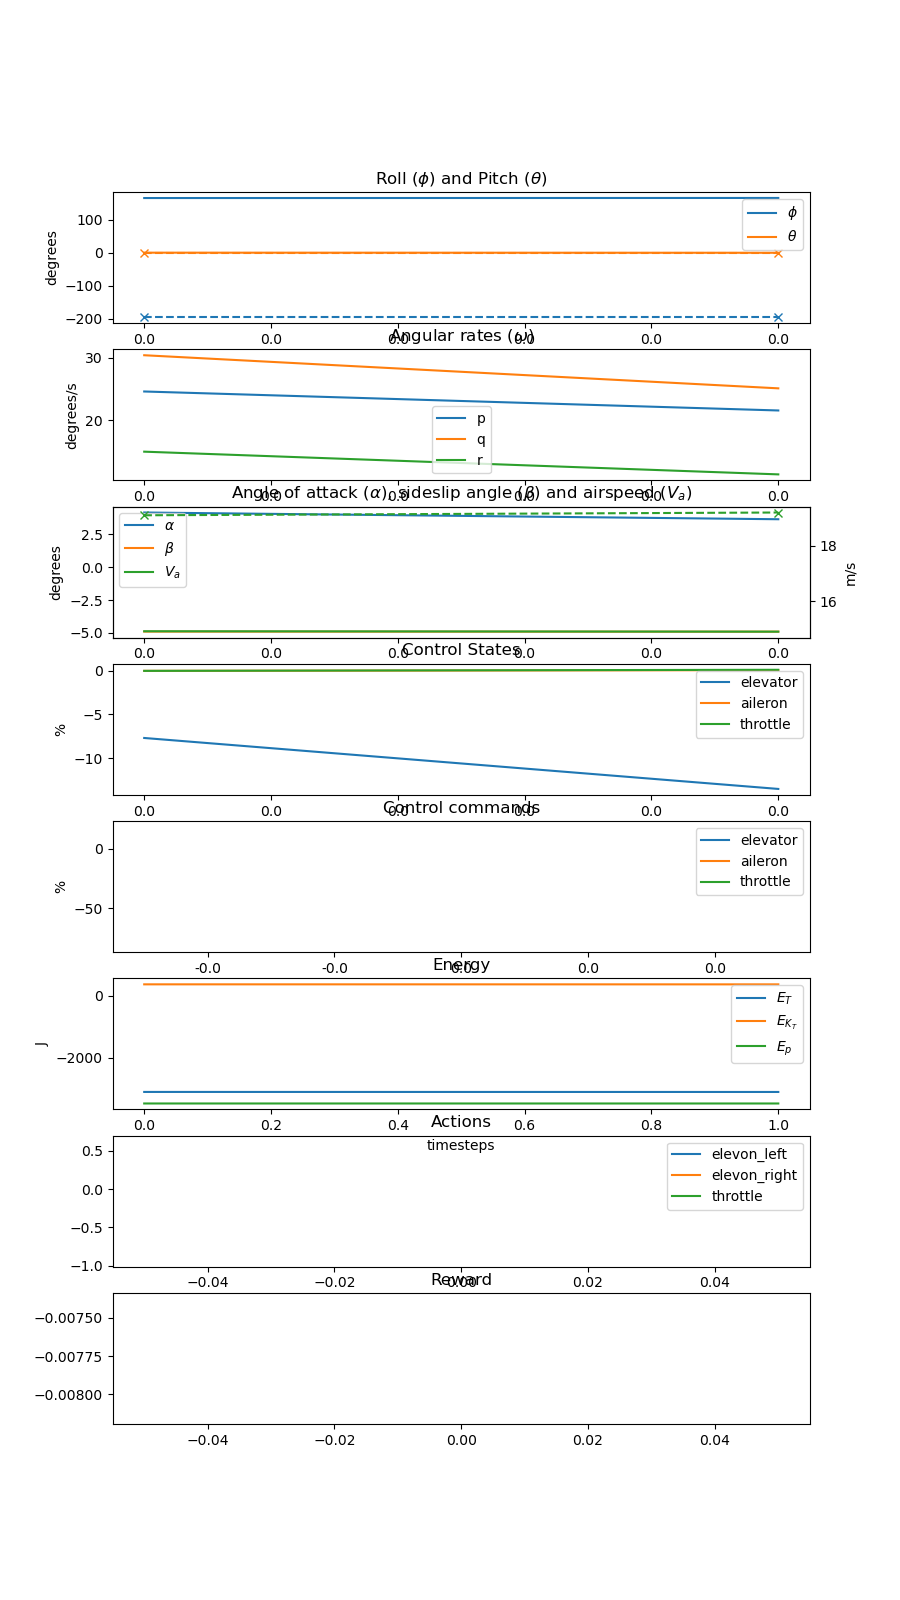 Roll (ϕ) and Pitch (θ)
degrees
100
0
−100
−200
ϕ
θ
0.0 0.0 0.0 0.0 0.0 0.0
Angular rates (ω)
degrees/s
30
20
p
q
r
0.0 0.0 0.0 0.0 0.0 0.0
Angle of attack (α), sideslip angle (β) and airspeed (Vₐ)
degrees
2.5
0.0
−2.5
−5.0
α
β
Vₐ
18
16
m/s
0.0 0.0 0.0 0.0 0.0 0.0
Control States
%
0
−5
−10
elevator
aileron
throttle
0.0 0.0 0.0 0.0 0.0 0.0
Control commands
%
0
−50
elevator
aileron
throttle
-0.0 -0.0 0.0 0.0 0.0
Energy
J
0
−2000
E_T
E_{K_T}
E_p
0.0 0.2 0.4 0.6 0.8 1.0
timesteps
Actions
0.5
0.0
−0.5
−1.0
elevon_left
elevon_right
throttle
−0.04 −0.02 0.00 0.02 0.04
Reward
−0.00750
−0.00775
−0.00800
−0.04 −0.02 0.00 0.02 0.04